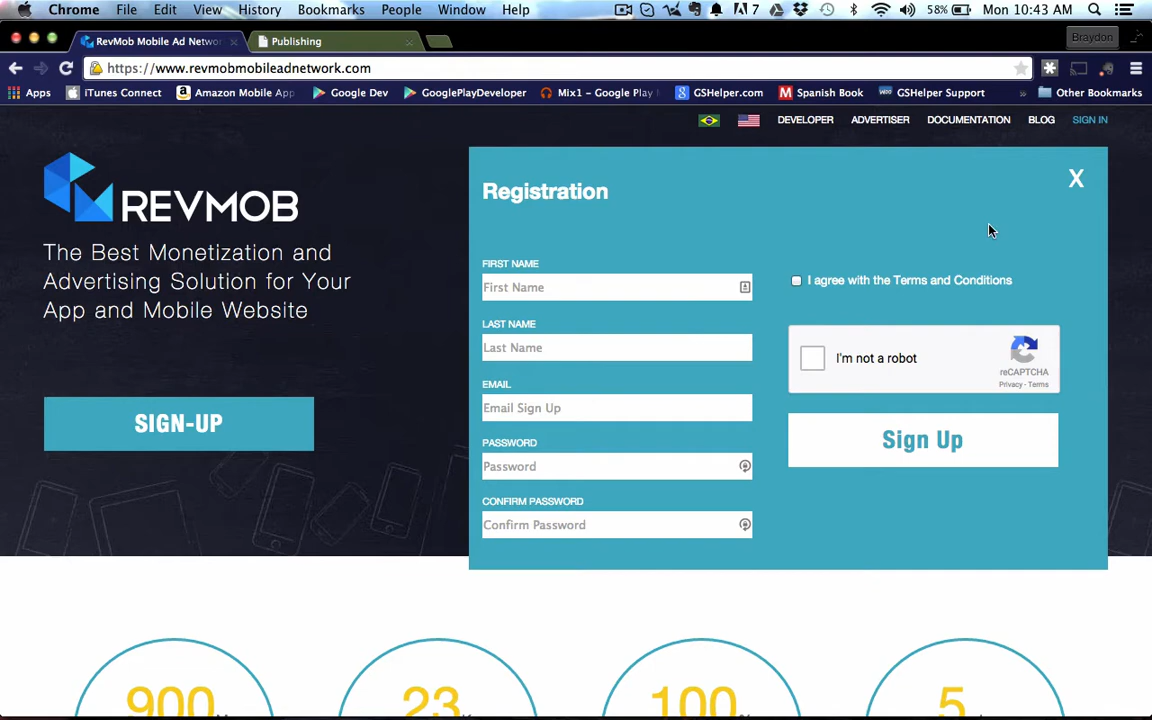 Chrome File Edit View History Bookmarks People Window Help 7 58% Mon 10:43 AM
RevMob Mobile Ad Netwo Publishing Braydon
https://www.revmobmobileadnetwork.com
Apps iTunes Connect Amazon Mobile App Google Dev GooglePlayDeveloper Mix1 - Google Play GSHelper.com Spanish Book GSHelper Support » Other Bookmarks
DEVELOPER ADVERTISER DOCUMENTATION BLOG SIGN IN
REVMOB
The Best Monetization and
Advertising Solution for Your
App and Mobile Website
SIGN-UP
Registration X
FIRST NAME
First Name
LAST NAME
Last Name
EMAIL
Email Sign Up
PASSWORD
Password
CONFIRM PASSWORD
Confirm Password
I agree with the Terms and Conditions
I'm not a robot
reCAPTCHA
Privacy - Terms
Sign Up
900 23 100 5